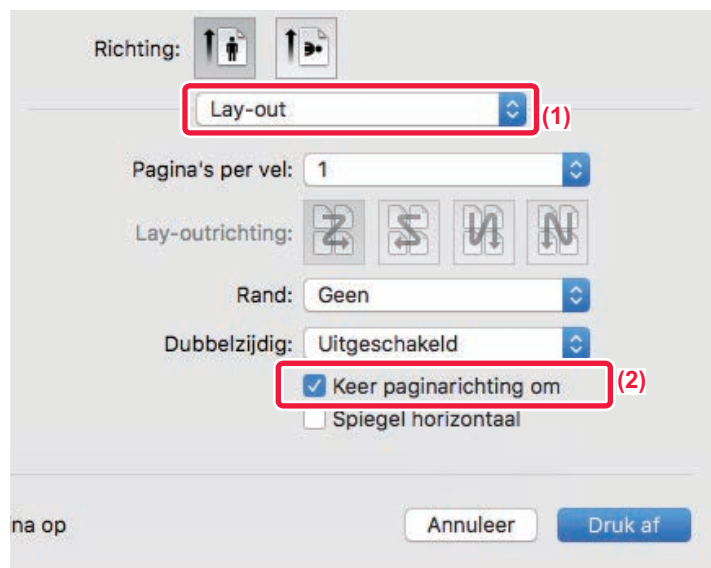 Richting:
Lay-out
(1)
Pagina's per vel: 1
Lay-outrichting:
Rand: Geen
Dubbelzijdig: Uitgeschakeld
Keer paginarichting om
(2)
Spiegel horizontaal
na op
Annuleer
Druk af